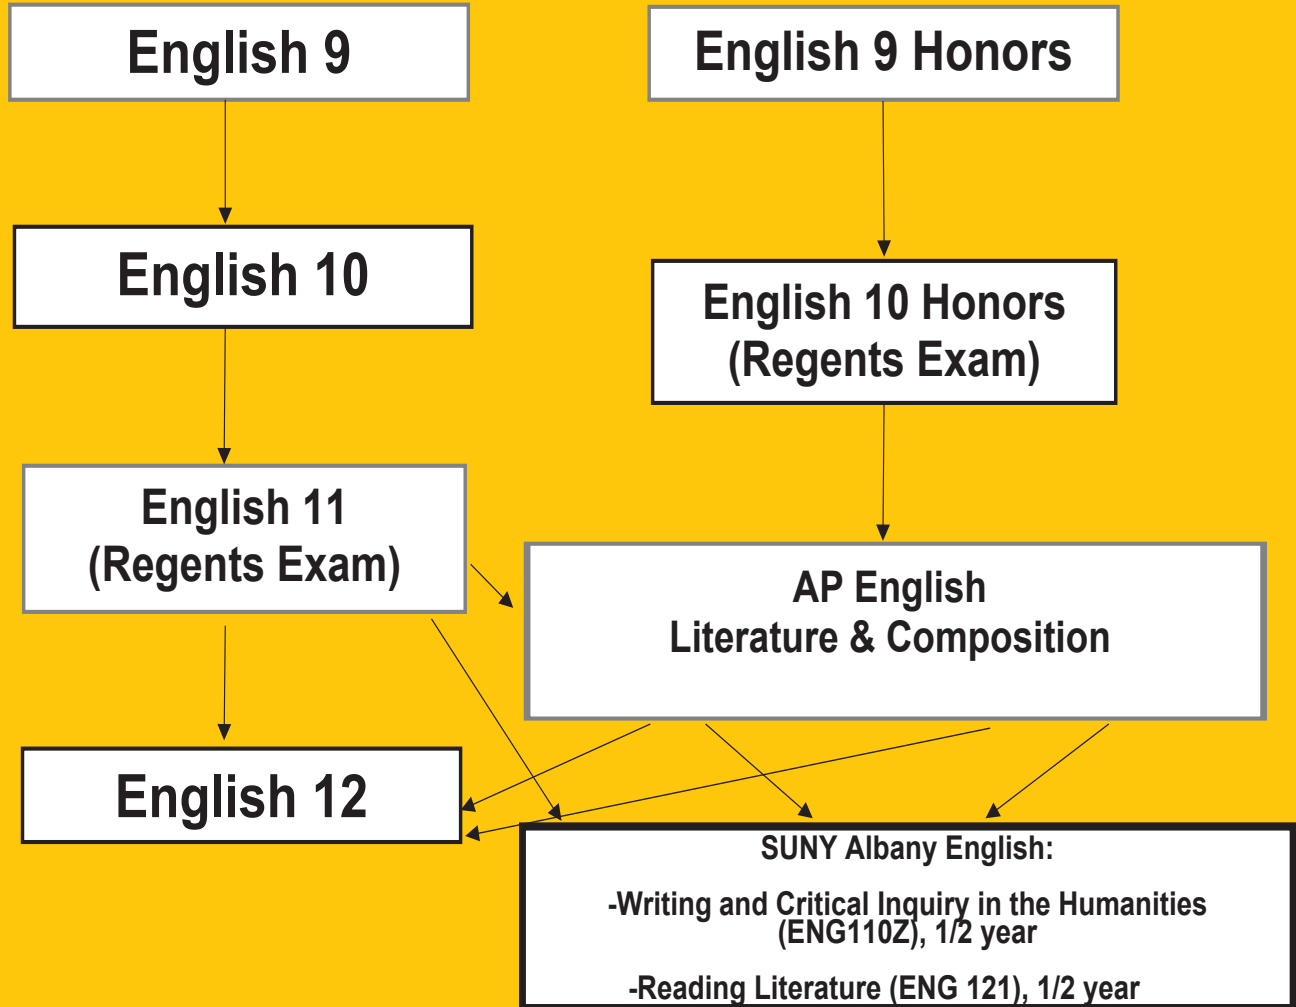 English 9
English 9 Honors
English 10
English 10 Honors
(Regents Exam)
English 11
(Regents Exam)
AP English
Literature & Composition
English 12
SUNY Albany English:
-Writing and Critical Inquiry in the Humanities
(ENG110Z), 1/2 year
-Reading Literature (ENG 121), 1/2 year